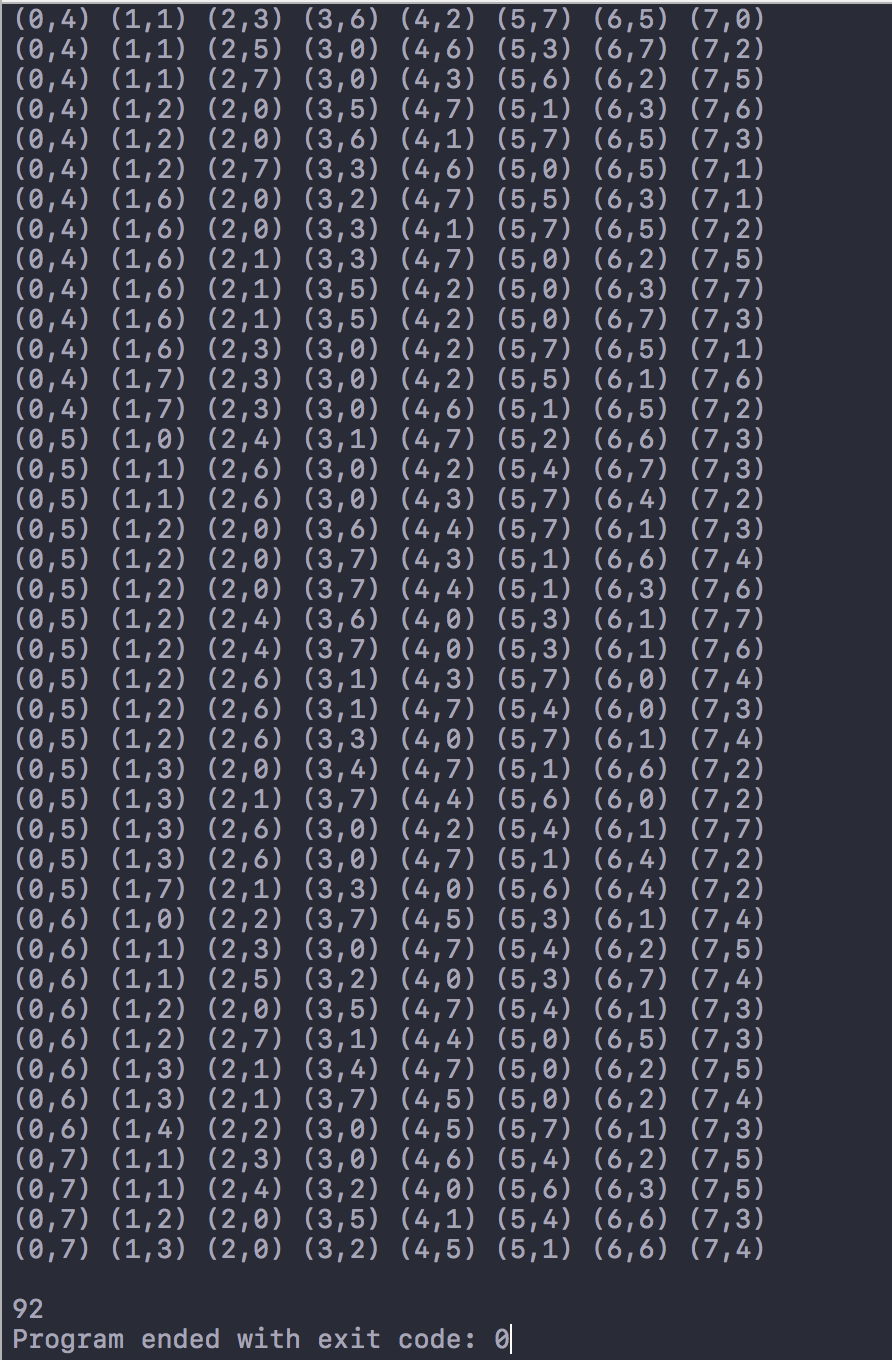 (0,4) (1,1) (2,3) (3,6) (4,2) (5,7) (6,5) (7,0)
(0,4) (1,1) (2,5) (3,0) (4,6) (5,3) (6,7) (7,2)
(0,4) (1,1) (2,7) (3,0) (4,3) (5,6) (6,2) (7,5)
(0,4) (1,2) (2,0) (3,5) (4,7) (5,1) (6,3) (7,6)
(0,4) (1,2) (2,0) (3,6) (4,1) (5,7) (6,5) (7,3)
(0,4) (1,2) (2,7) (3,3) (4,6) (5,0) (6,5) (7,1)
(0,4) (1,6) (2,0) (3,2) (4,7) (5,5) (6,3) (7,1)
(0,4) (1,6) (2,0) (3,3) (4,1) (5,7) (6,5) (7,2)
(0,4) (1,6) (2,1) (3,3) (4,7) (5,0) (6,2) (7,5)
(0,4) (1,6) (2,1) (3,5) (4,2) (5,0) (6,3) (7,7)
(0,4) (1,6) (2,1) (3,5) (4,2) (5,0) (6,7) (7,3)
(0,4) (1,6) (2,3) (3,0) (4,2) (5,7) (6,5) (7,1)
(0,4) (1,7) (2,3) (3,0) (4,2) (5,5) (6,1) (7,6)
(0,4) (1,7) (2,3) (3,0) (4,6) (5,1) (6,5) (7,2)
(0,5) (1,0) (2,4) (3,1) (4,7) (5,2) (6,6) (7,3)
(0,5) (1,1) (2,6) (3,0) (4,2) (5,4) (6,7) (7,3)
(0,5) (1,1) (2,6) (3,0) (4,3) (5,7) (6,4) (7,2)
(0,5) (1,2) (2,0) (3,6) (4,4) (5,7) (6,1) (7,3)
(0,5) (1,2) (2,0) (3,7) (4,3) (5,1) (6,6) (7,4)
(0,5) (1,2) (2,0) (3,7) (4,4) (5,1) (6,3) (7,6)
(0,5) (1,2) (2,4) (3,6) (4,0) (5,3) (6,1) (7,7)
(0,5) (1,2) (2,4) (3,7) (4,0) (5,3) (6,1) (7,6)
(0,5) (1,2) (2,6) (3,1) (4,3) (5,7) (6,0) (7,4)
(0,5) (1,2) (2,6) (3,1) (4,7) (5,4) (6,0) (7,3)
(0,5) (1,2) (2,6) (3,3) (4,0) (5,7) (6,1) (7,4)
(0,5) (1,3) (2,0) (3,4) (4,7) (5,1) (6,6) (7,2)
(0,5) (1,3) (2,1) (3,7) (4,4) (5,6) (6,0) (7,2)
(0,5) (1,3) (2,6) (3,0) (4,2) (5,4) (6,1) (7,7)
(0,5) (1,3) (2,6) (3,0) (4,7) (5,1) (6,4) (7,2)
(0,5) (1,7) (2,1) (3,3) (4,0) (5,6) (6,4) (7,2)
(0,6) (1,0) (2,2) (3,7) (4,5) (5,3) (6,1) (7,4)
(0,6) (1,1) (2,3) (3,0) (4,7) (5,4) (6,2) (7,5)
(0,6) (1,1) (2,5) (3,2) (4,0) (5,3) (6,7) (7,4)
(0,6) (1,2) (2,0) (3,5) (4,7) (5,4) (6,1) (7,3)
(0,6) (1,2) (2,7) (3,1) (4,4) (5,0) (6,5) (7,3)
(0,6) (1,3) (2,1) (3,4) (4,7) (5,0) (6,2) (7,5)
(0,6) (1,3) (2,1) (3,7) (4,5) (5,0) (6,2) (7,4)
(0,6) (1,4) (2,2) (3,0) (4,5) (5,7) (6,1) (7,3)
(0,7) (1,1) (2,3) (3,0) (4,6) (5,4) (6,2) (7,5)
(0,7) (1,1) (2,4) (3,2) (4,0) (5,6) (6,3) (7,5)
(0,7) (1,2) (2,0) (3,5) (4,1) (5,4) (6,6) (7,3)
(0,7) (1,3) (2,0) (3,2) (4,5) (5,1) (6,6) (7,4)
92
Program ended with exit code: 0